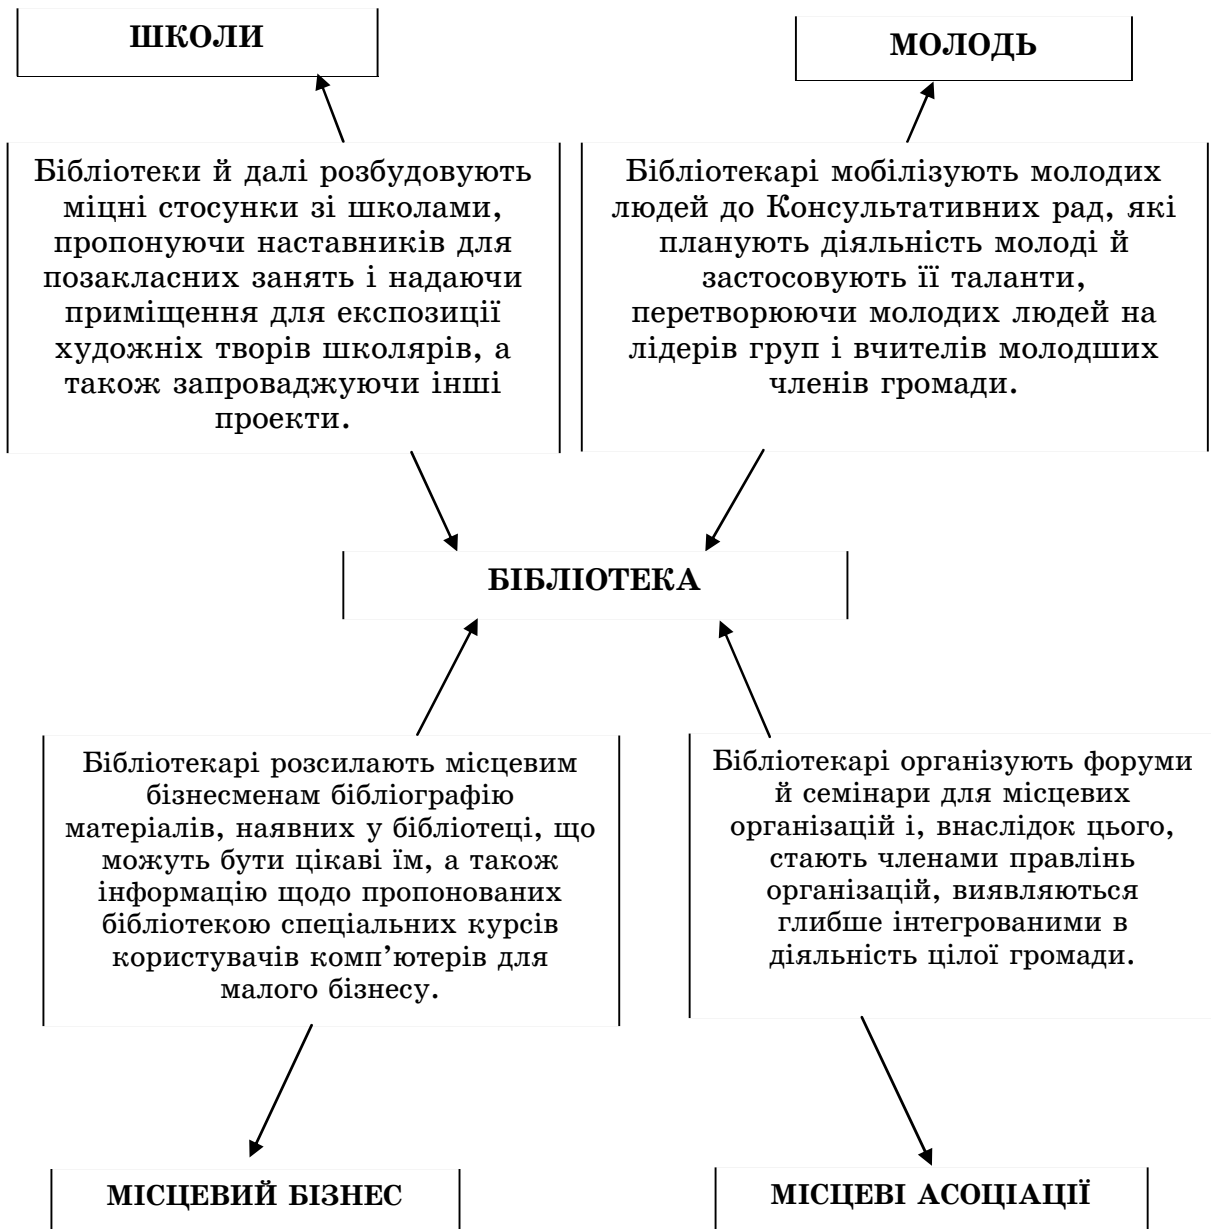 ШКОЛИ
МОЛОДЬ
Бібліотеки й далі розбудовують
міцні стосунки зі школами,
пропонуючи наставників для
позакласних занять і надаючи
приміщення для експозиції
художніх творів школярів, а
також запроваджуючи інші
проекти.
Бібліотекарі мобілізують молодих
людей до Консультативних рад, які
планують діяльність молоді й
застосовують її таланти,
перетворюючи молодих людей на
лідерів груп і вчителів молодших
членів громади.
БІБЛІОТЕКА
Бібліотекарі розсилають місцевим
бізнесменам бібліографію
матеріалів, наявних у бібліотеці, що
можуть бути цікаві їм, а також
інформацію щодо пропонованих
бібліотекою спеціальних курсів
користувачів комп’ютерів для
малого бізнесу.
Бібліотекарі організують форуми
й семінари для місцевих
організацій і, внаслідок цього,
стають членами правлінь
організацій, виявляються
глибше інтегрованими в
діяльність цілої громади.
МІСЦЕВИЙ БІЗНЕС
МІСЦЕВІ АСОЦІАЦІЇ